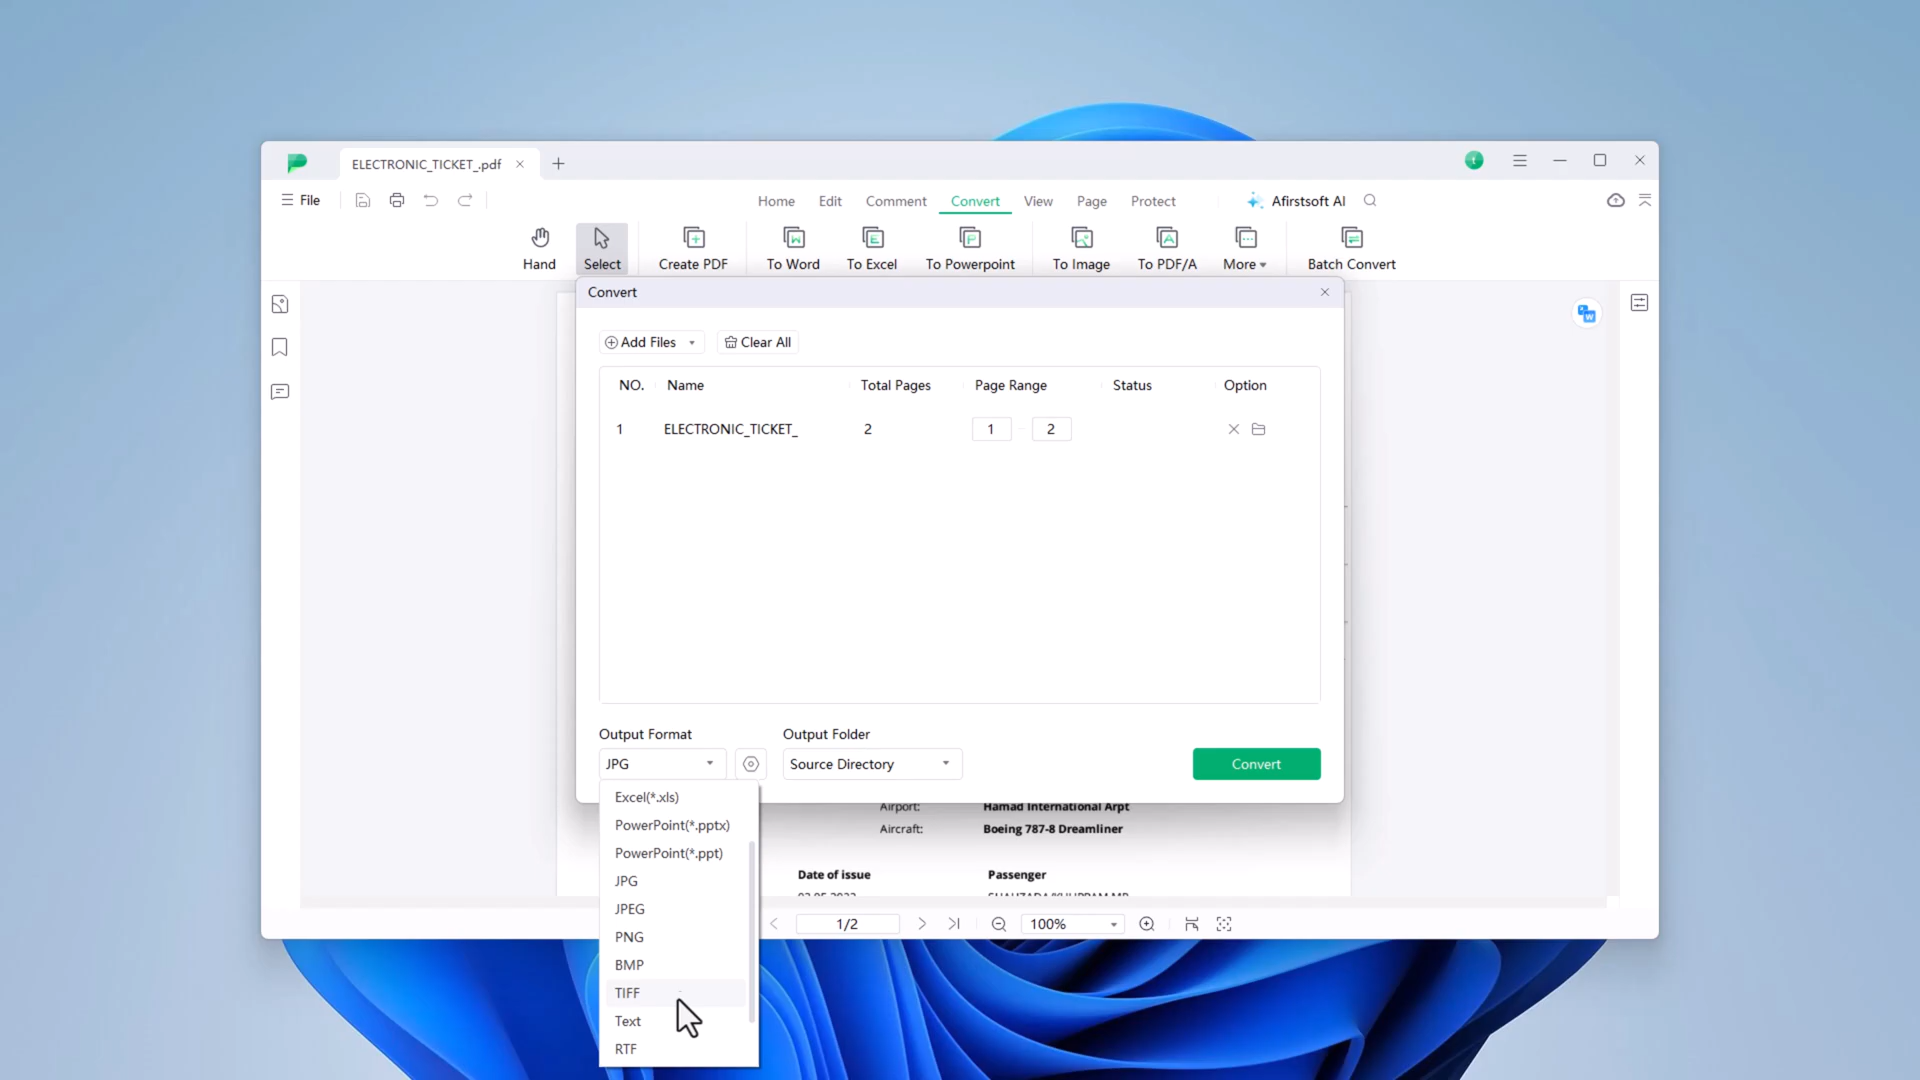 ELECTRONIC_TICKET_.pdf
t
File
Home Edit Comment Convert View Page Protect Afirstsoft AI
Hand Select Create PDF To Word To Excel To Powerpoint To Image To PDF/A More Batch Convert
Convert
Add Files Clear All
NO. Name Total Pages Page Range Status Option
1 ELECTRONIC_TICKET_ 2 1 2
Output Format Output Folder
JPG Source Directory Convert
Excel(*.xls)
PowerPoint(*.pptx)
PowerPoint(*.ppt)
JPG
JPEG
PNG
BMP
TIFF
Text
RTF
Airport: Hamad International Arpt
Aircraft: Boeing 787-8 Dreamliner
Date of issue Passenger
1/2 100%